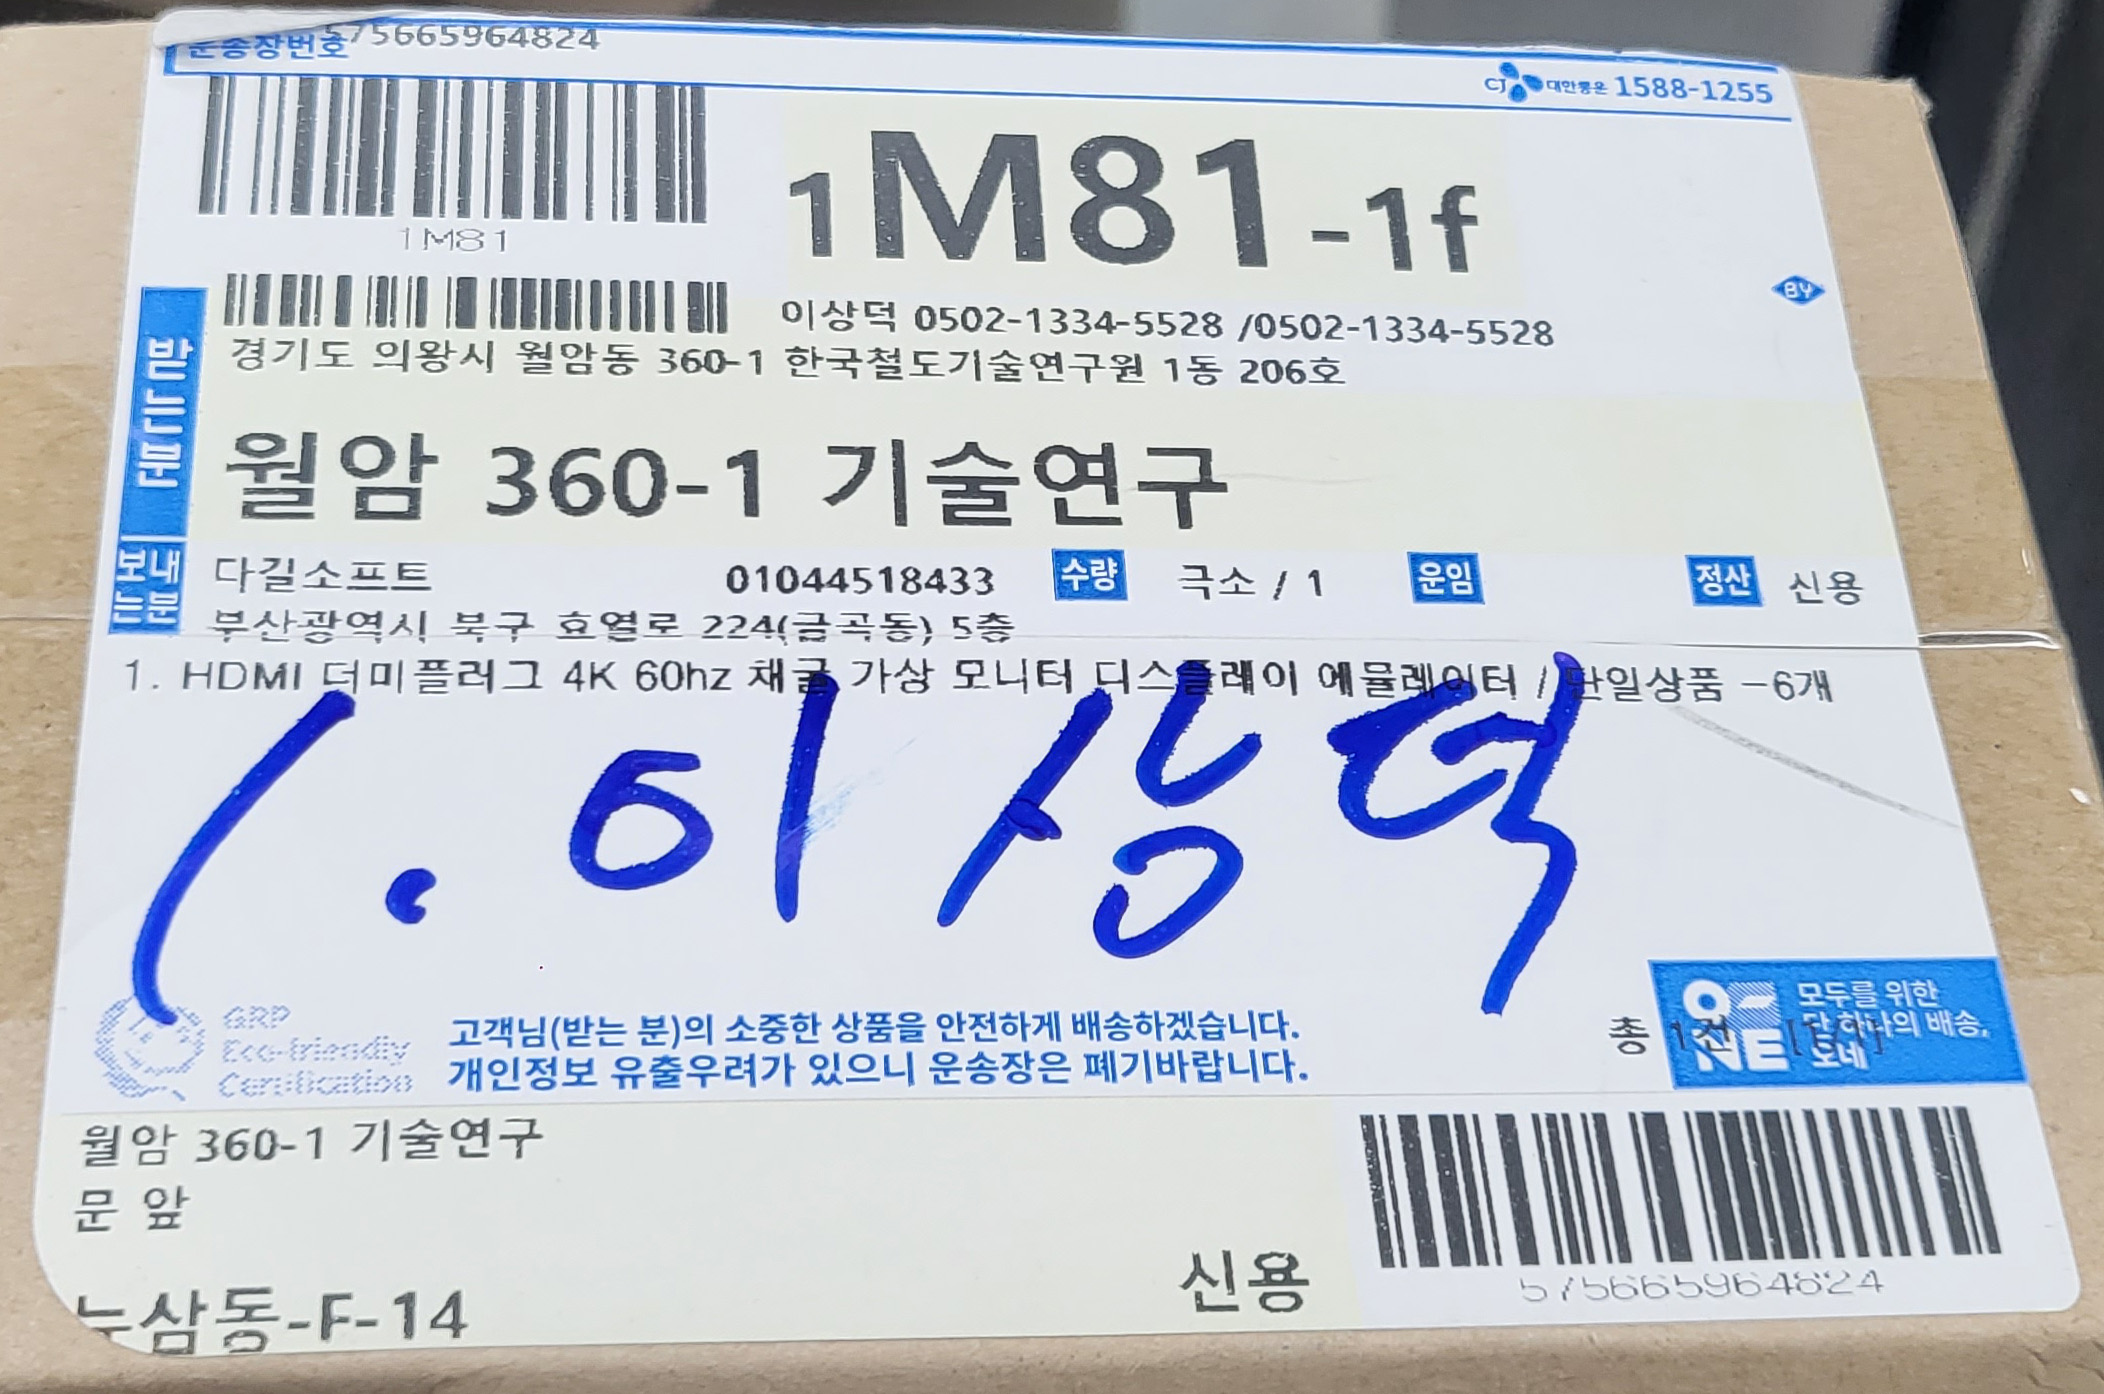 운송장번호 575665964824
CJ 대한통운 1588-1255
1M81-1f
1M81
BY
이상덕 0502-1334-5528 /0502-1334-5528
받는분
경기도 의왕시 월암동 360-1 한국철도기술연구원 1동 206호
월암 360-1 기술연구
보내는분
다길소프트 01044518433 수량 극소 / 1 운임 정산 신용
부산광역시 북구 효열로 224(금곡동) 5층
1. HDMI 더미플러그 4K 60hz 채굴 가상 모니터 디스플레이 에뮬레이터 / 단일상품 -6개
이상덕
GRP
Eco-friendly
Certification
고객님(받는 분)의 소중한 상품을 안전하게 배송하겠습니다.
개인정보 유출우려가 있으니 운송장은 폐기바랍니다.
총 1건 [1/1]
오네 ONE
모두를 위한
단 하나의 배송,
오네
월암 360-1 기술연구
문 앞
삼동-F-14
신용
575665964824